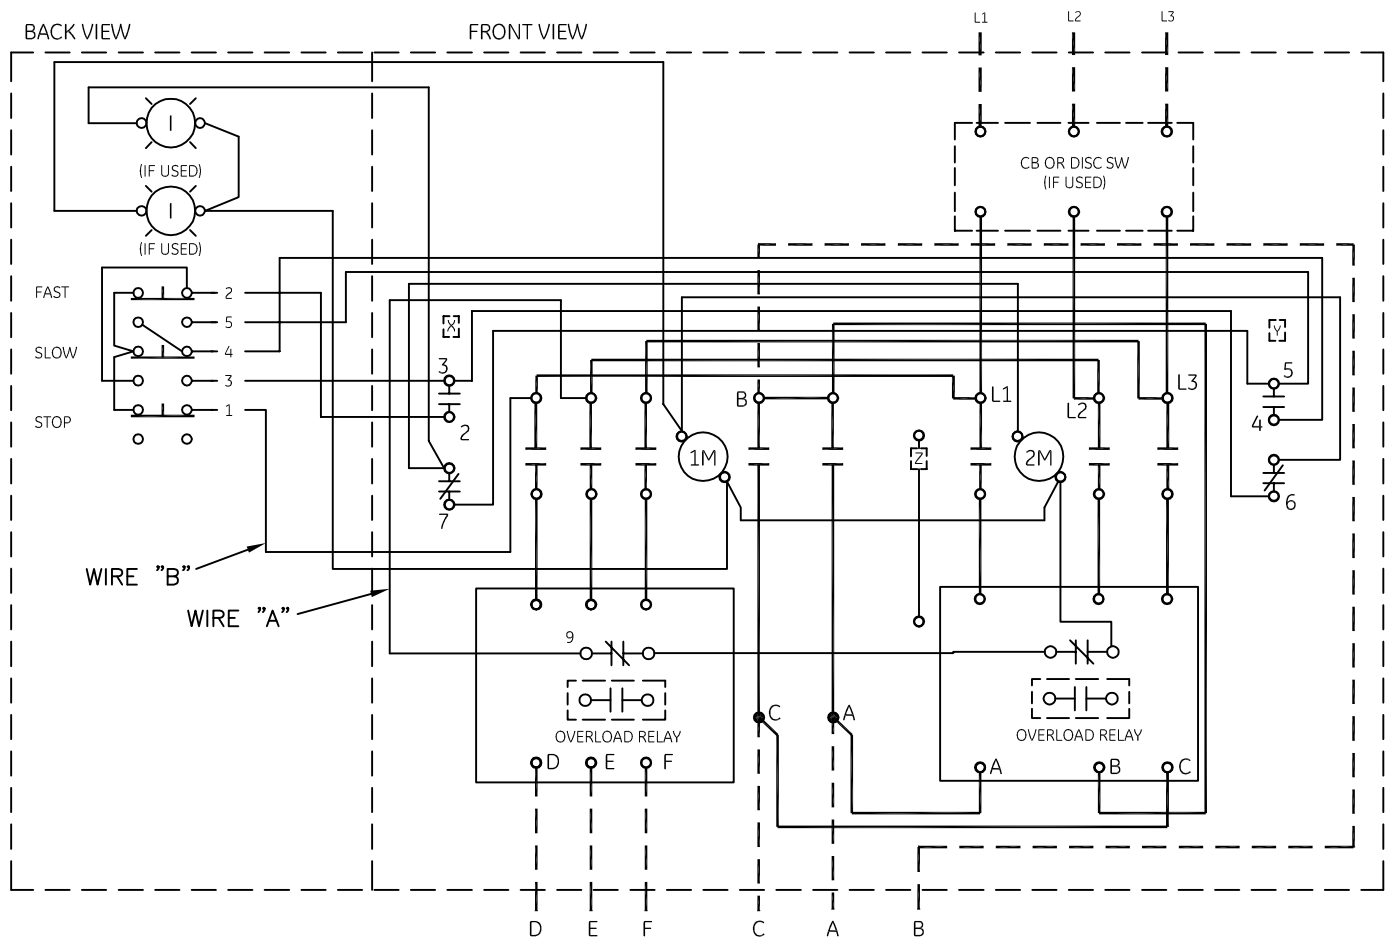 BACK VIEW
FRONT VIEW
L1
L2
L3
I
(IF USED)
I
(IF USED)
CB OR DISC SW
(IF USED)
FAST
2
5
SLOW
4
3
STOP
1
X
Y
3
2
7
5
4
6
B
L1
L2
L3
1M
Z
2M
WIRE "B"
WIRE "A"
9
OVERLOAD RELAY
OVERLOAD RELAY
C
A
D
E
F
A
B
C
D
E
F
C
A
B